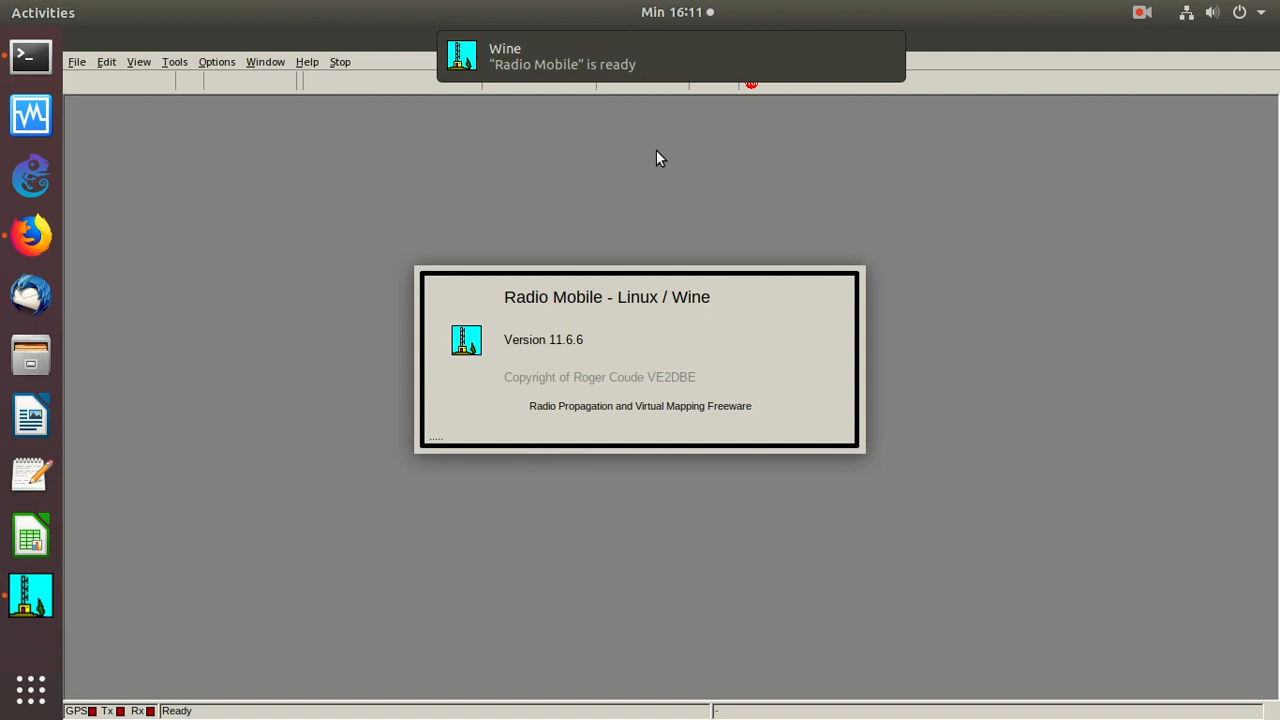 Activities
Min 16:11
Wine
“Radio Mobile” is ready
File Edit View Tools Options Window Help Stop
Radio Mobile - Linux / Wine
Version 11.6.6
Copyright of Roger Coude VE2DBE
Radio Propagation and Virtual Mapping Freeware
.....
GPS Tx Rx Ready -